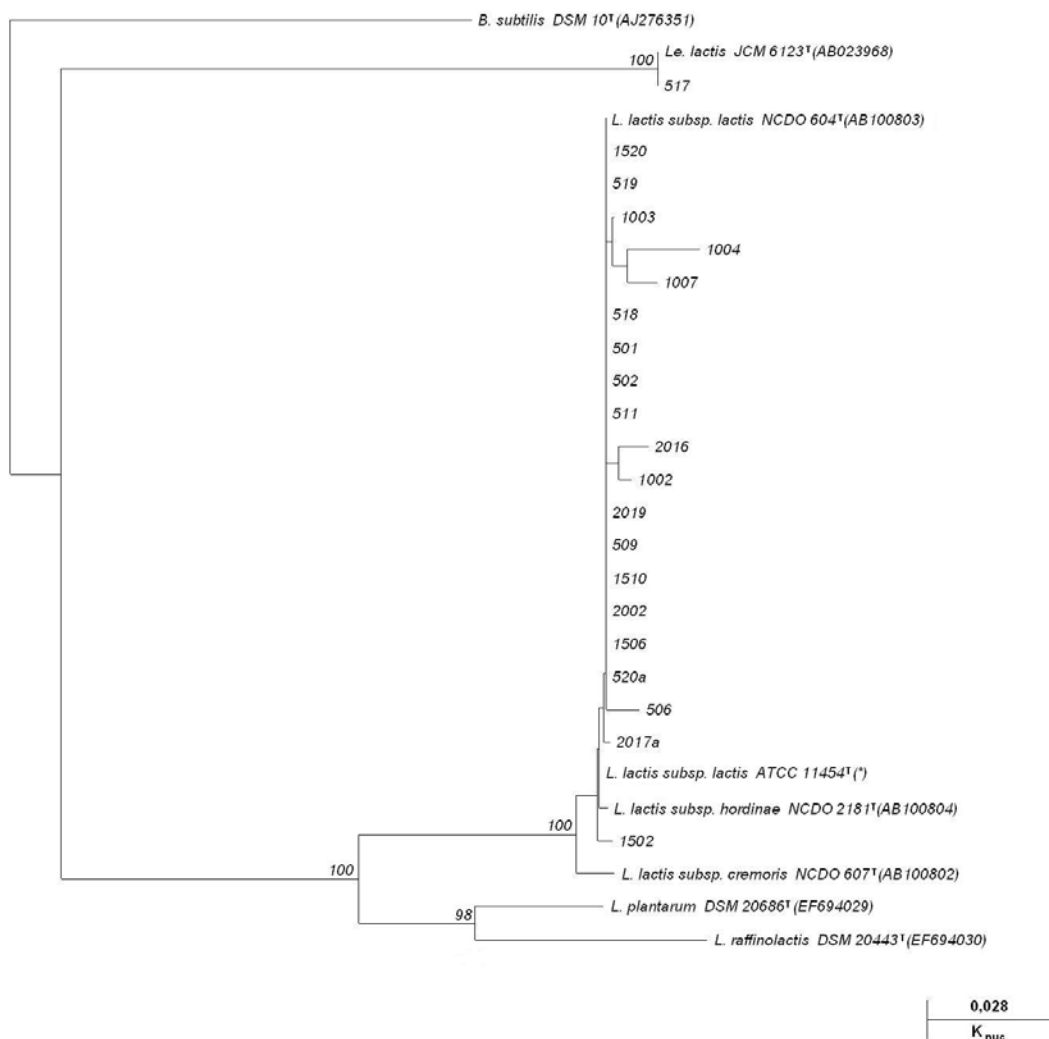 B. subtilis DSM 10ᵀ(AJ276351)
Le. lactis JCM 6123ᵀ(AB023968)
100
517
L. lactis subsp. lactis NCDO 604ᵀ(AB100803)
1520
519
1003
1004
1007
518
501
502
511
2016
1002
2019
509
1510
2002
1506
520a
506
2017a
L. lactis subsp. lactis ATCC 11454ᵀ(*)
L. lactis subsp. hordinae NCDO 2181ᵀ(AB100804)
100
1502
100
L. lactis subsp. cremoris NCDO 607ᵀ(AB100802)
L. plantarum DSM 20686ᵀ(EF694029)
98
L. raffinolactis DSM 20443ᵀ(EF694030)
0,028
K nuc